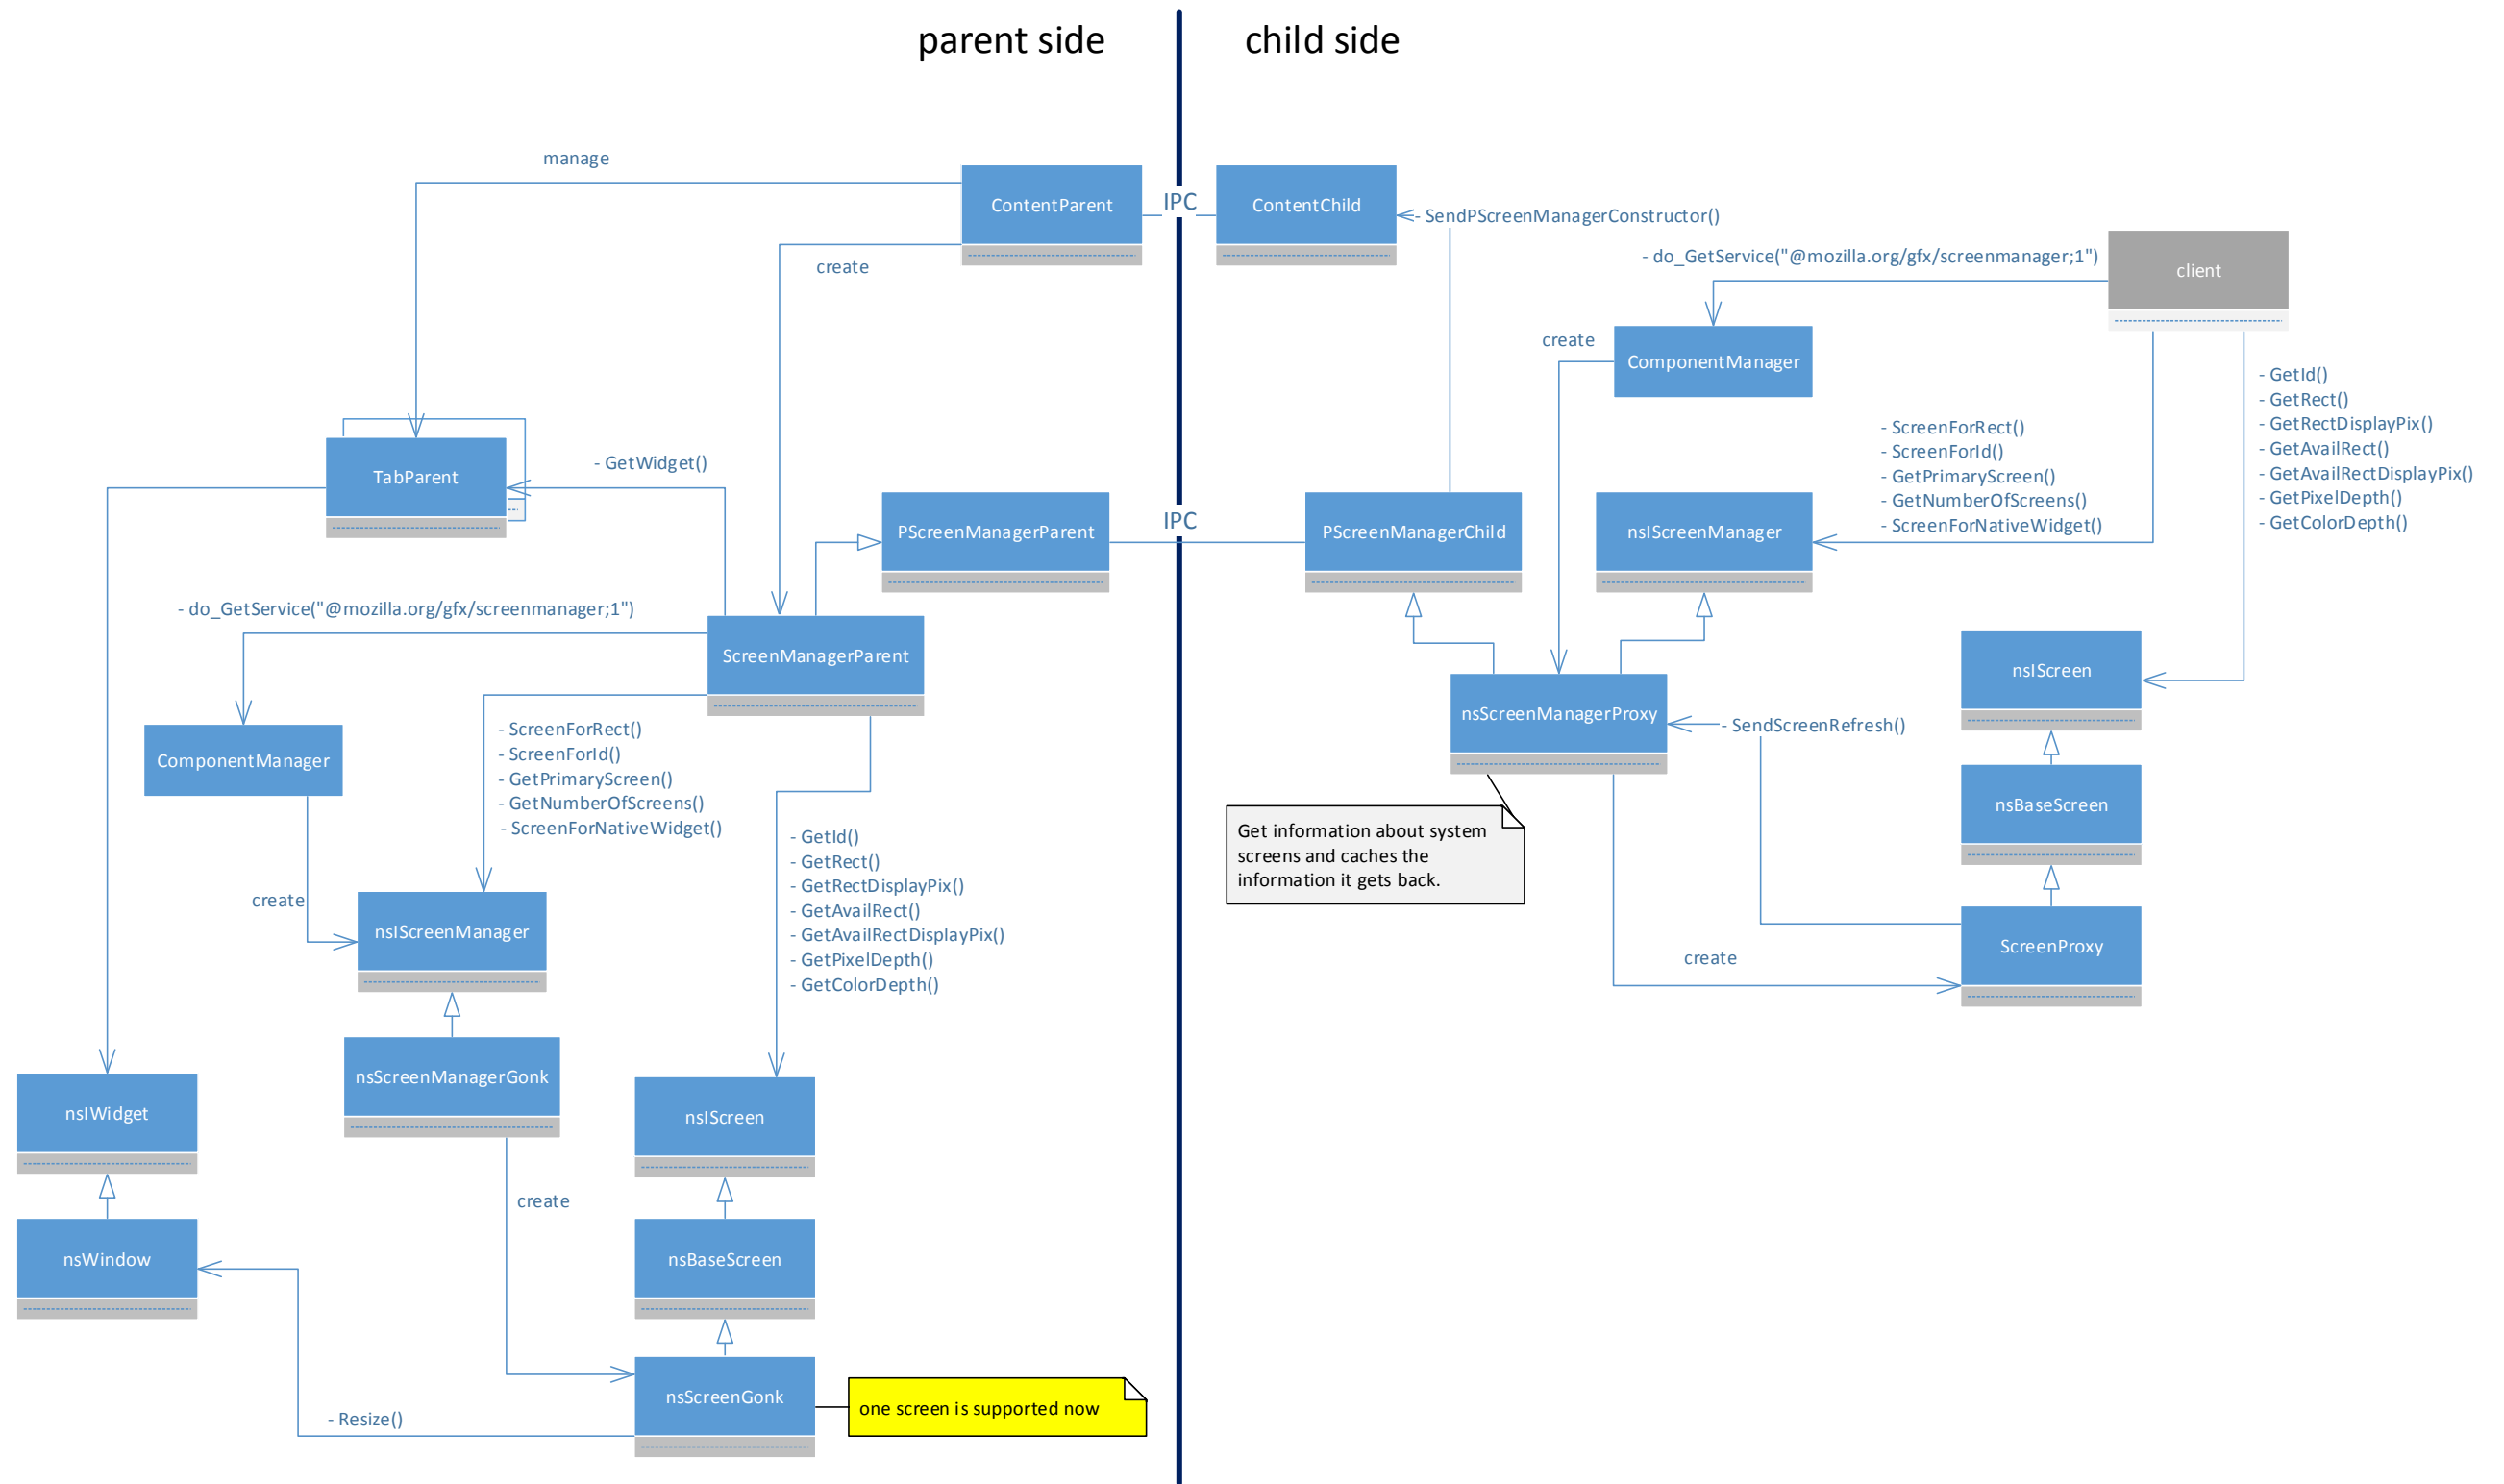 parent side
child side
manage
ContentParent
IPC
ContentChild
- SendPScreenManagerConstructor()
create
- do_GetService("@mozilla.org/gfx/screenmanager;1")
client
create
ComponentManager
- GetId()
- GetRect()
- GetRectDisplayPix()
- GetAvailRect()
- GetAvailRectDisplayPix()
- GetPixelDepth()
- GetColorDepth()
- ScreenForRect()
- ScreenForId()
- GetPrimaryScreen()
- GetNumberOfScreens()
- ScreenForNativeWidget()
TabParent
- GetWidget()
PScreenManagerParent
IPC
PScreenManagerChild
nsIScreenManager
- do_GetService("@mozilla.org/gfx/screenmanager;1")
ScreenManagerParent
nsIScreen
nsScreenManagerProxy
- SendScreenRefresh()
ComponentManager
- ScreenForRect()
- ScreenForId()
- GetPrimaryScreen()
- GetNumberOfScreens()
- ScreenForNativeWidget()
nsBaseScreen
Get information about system
screens and caches the
information it gets back.
- GetId()
- GetRect()
- GetRectDisplayPix()
- GetAvailRect()
- GetAvailRectDisplayPix()
- GetPixelDepth()
- GetColorDepth()
create
nsIScreenManager
ScreenProxy
create
nsScreenManagerGonk
nsIWidget
nsIScreen
create
nsWindow
nsBaseScreen
nsScreenGonk
one screen is supported now
- Resize()